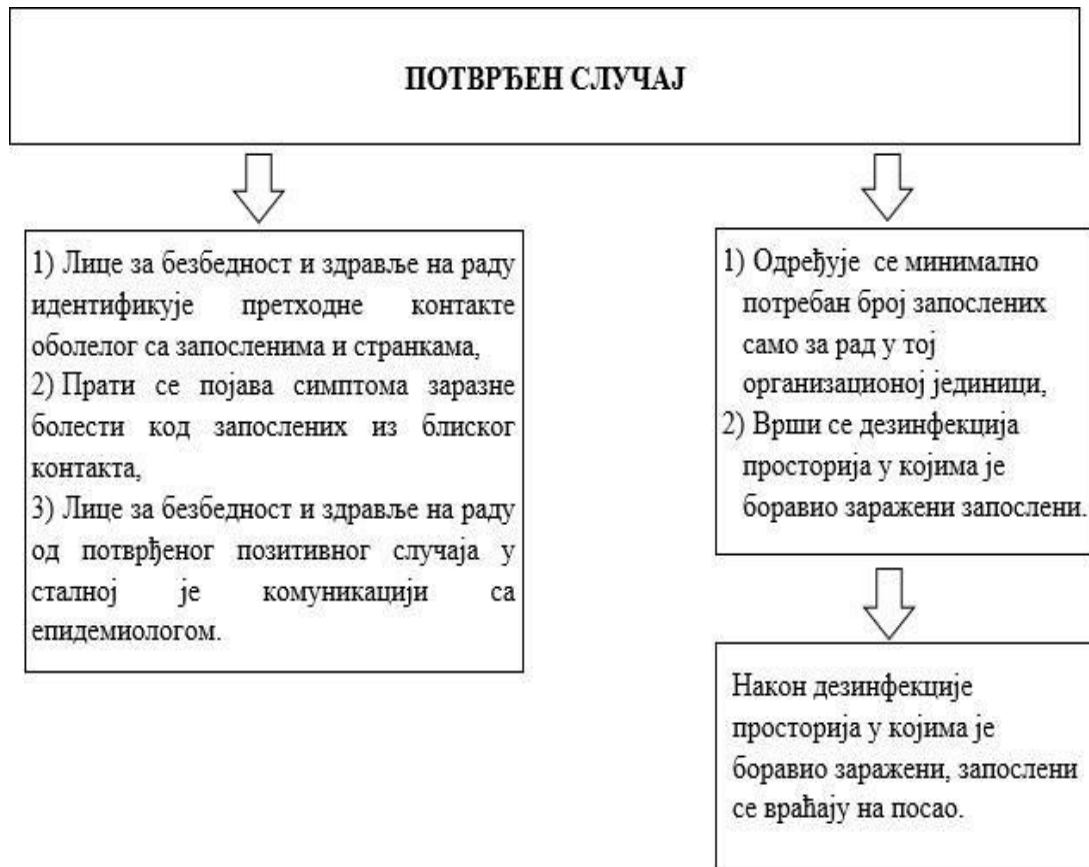 ПОТВРЂЕН СЛУЧАЈ
1) Лице за безбедност и здравље на раду
идентификује претходне контакте
оболелог са запосленима и странкама,
2) Прати се појава симптома заразне
болести код запослених из блиског
контакта,
3) Лице за безбедност и здравље на раду
од потврђеног позитивног случаја у
сталној је комуникацији са
епидемиологом.
1) Одређује се минимално
потребан број запослених
само за рад у тој
организационој јединици,
2) Врши се дезинфекција
просторија у којима је
боравио заражени запослени.
Након дезинфекције
просторија у којима је
боравио заражени, запослени
се враћају на посао.